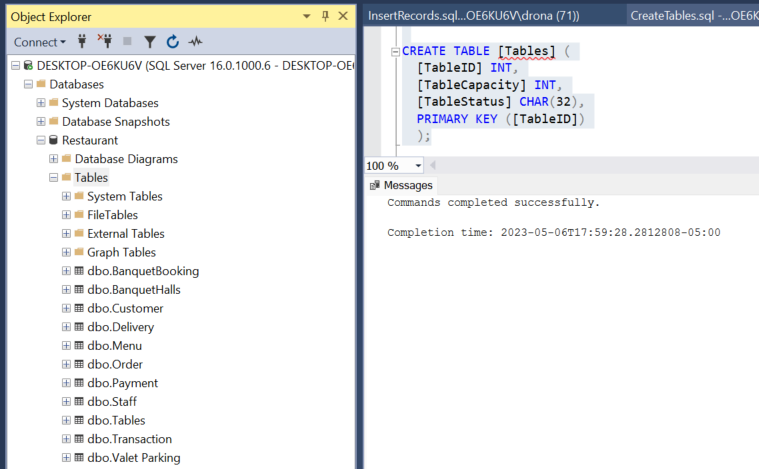 Object Explorer
Connect
DESKTOP-OE6KU6V (SQL Server 16.0.1000.6 - DESKTOP-OE6
Databases
System Databases
Database Snapshots
Restaurant
Database Diagrams
Tables
System Tables
FileTables
External Tables
Graph Tables
dbo.BanquetBooking
dbo.BanquetHalls
dbo.Customer
dbo.Delivery
dbo.Menu
dbo.Order
dbo.Payment
dbo.Staff
dbo.Tables
dbo.Transaction
dbo.Valet Parking
InsertRecords.sql...OE6KU6V\drona (71))
CreateTables.sql -...OE6K
CREATE TABLE [Tables] (
[TableID] INT,
[TableCapacity] INT,
[TableStatus] CHAR(32),
PRIMARY KEY ([TableID])
);
100 %
Messages
Commands completed successfully.
Completion time: 2023-05-06T17:59:28.2812808-05:00